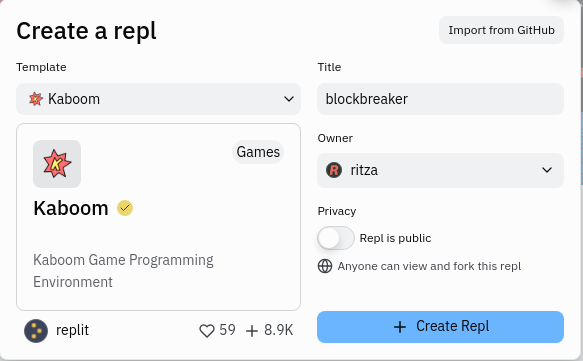 Create a repl
Import from GitHub
Template
Kaboom
K
Games
Kaboom
Kaboom Game Programming
Environment
replit
59
8.9K
Title
blockbreaker
Owner
R
ritza
Privacy
Repl is public
Anyone can view and fork this repl
Create Repl